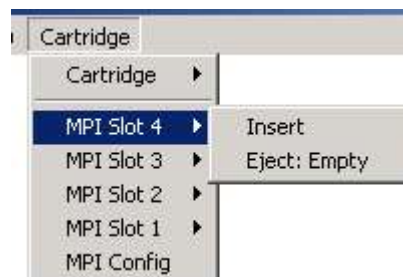 Cartridge
Cartridge
MPI Slot 4
Insert
MPI Slot 3
Eject: Empty
MPI Slot 2
MPI Slot 1
MPI Config